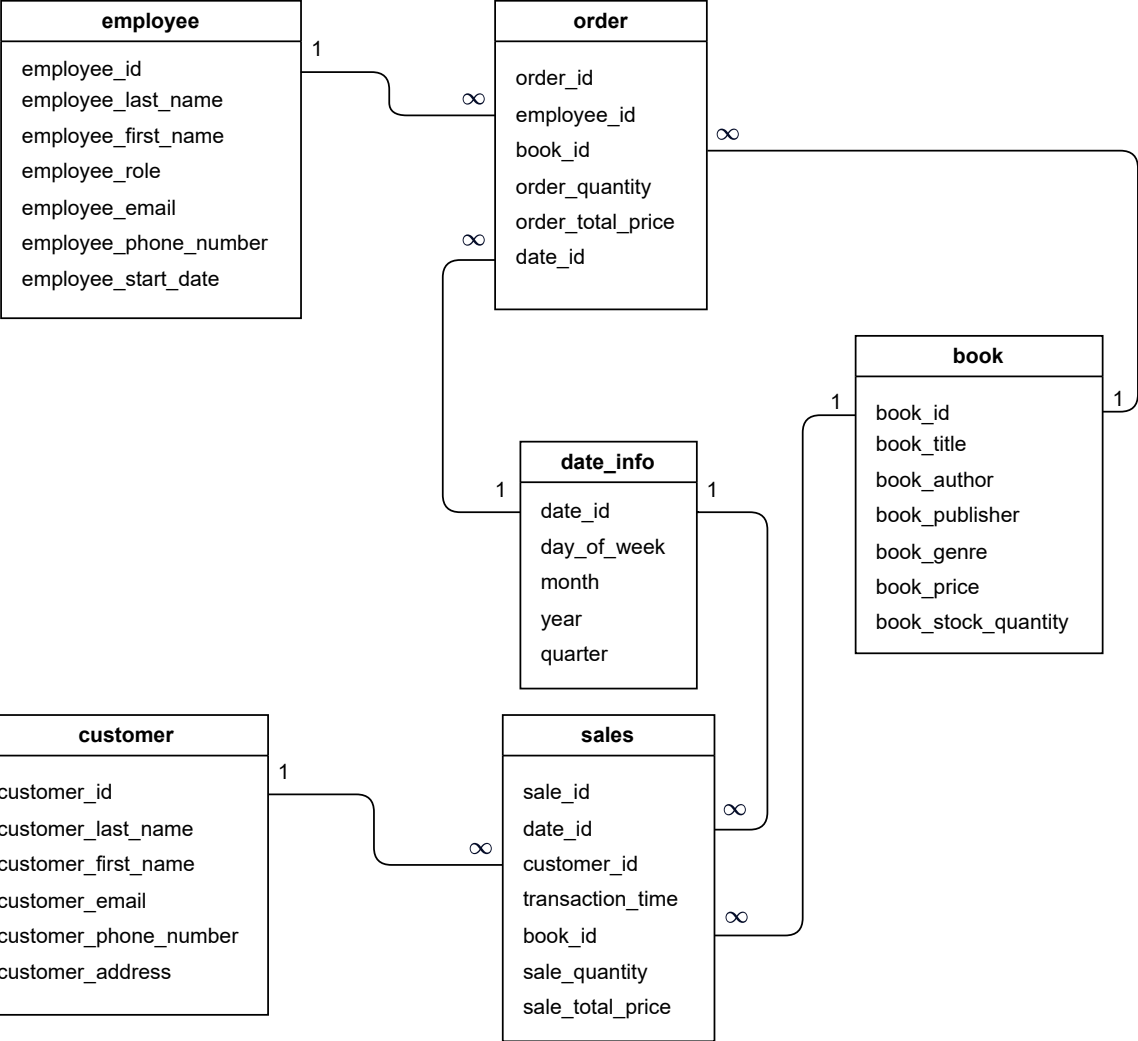 employee
employee_id
employee_last_name
employee_first_name
employee_role
employee_email
employee_phone_number
employee_start_date
1
∞
order
order_id
employee_id
book_id
order_quantity
order_total_price
date_id
∞
∞
book
book_id
book_title
book_author
book_publisher
book_genre
book_price
book_stock_quantity
1
1
date_info
date_id
day_of_week
month
year
quarter
1
1
customer
customer_id
customer_last_name
customer_first_name
customer_email
customer_phone_number
customer_address
1
∞
sales
sale_id
date_id
customer_id
transaction_time
book_id
sale_quantity
sale_total_price
∞
∞